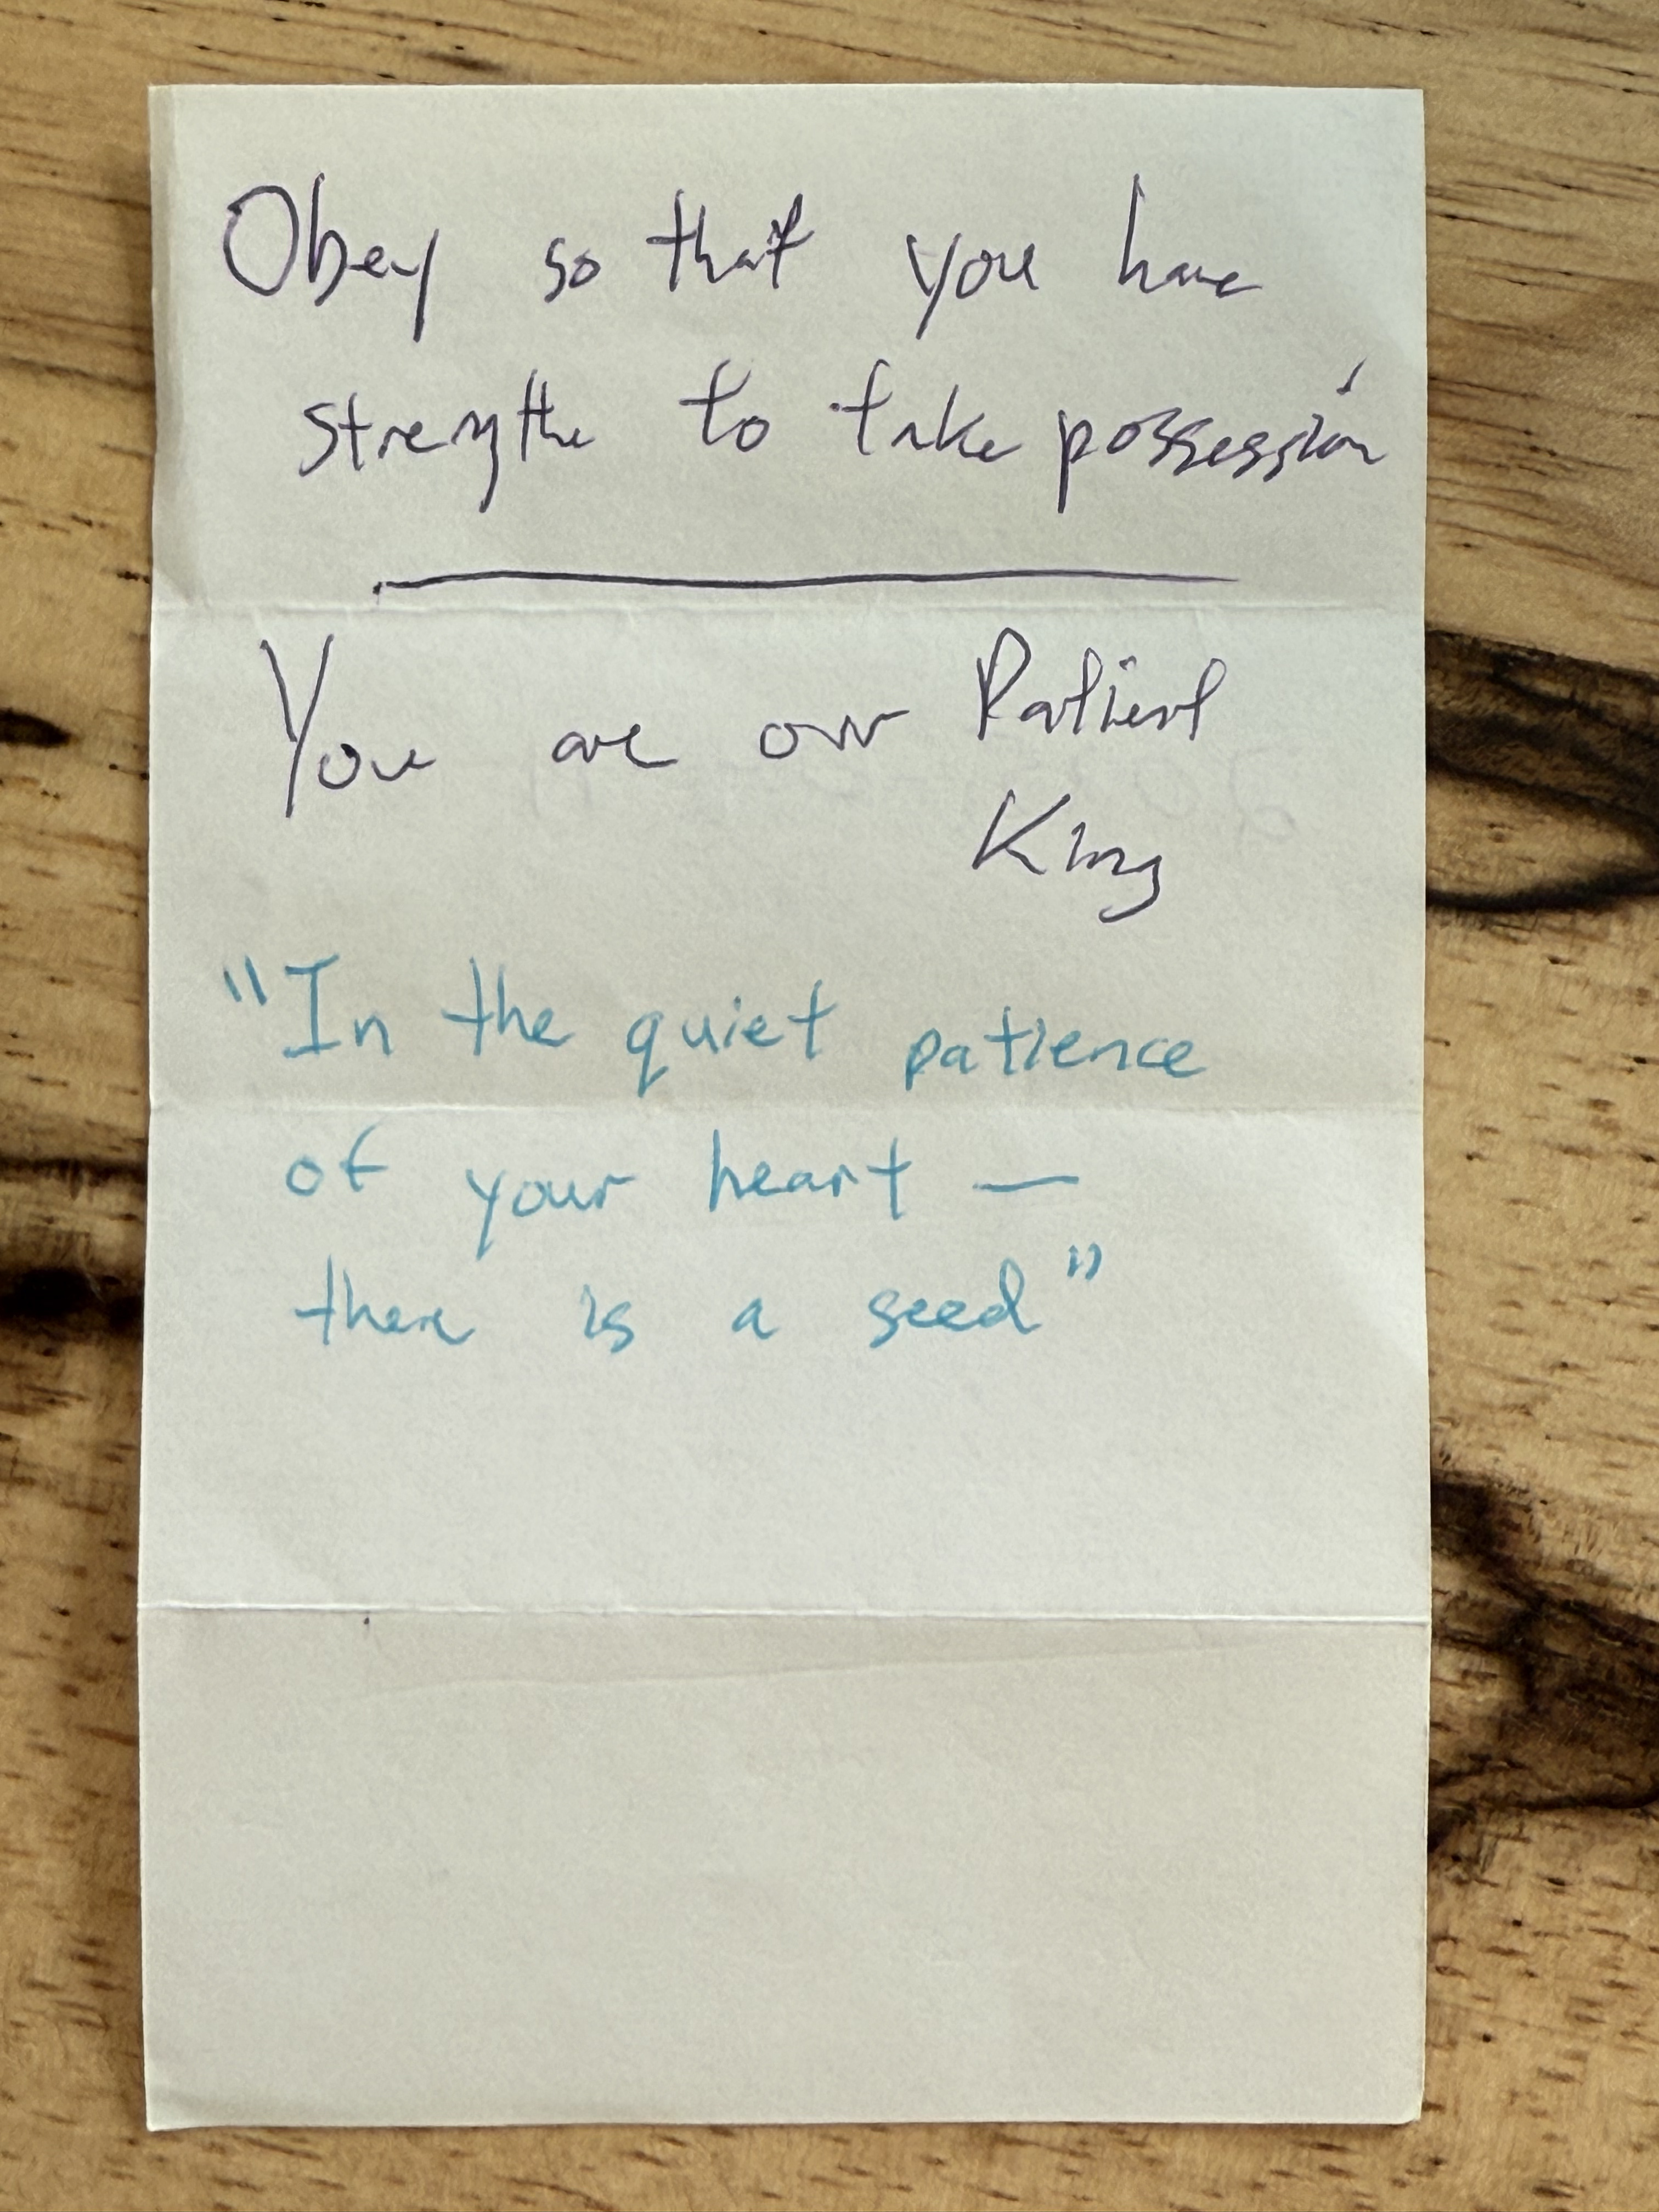 Obey so that you have
strength to take possession
You are our Patient
King
"In the quiet patience
of your heart —
there is a seed"